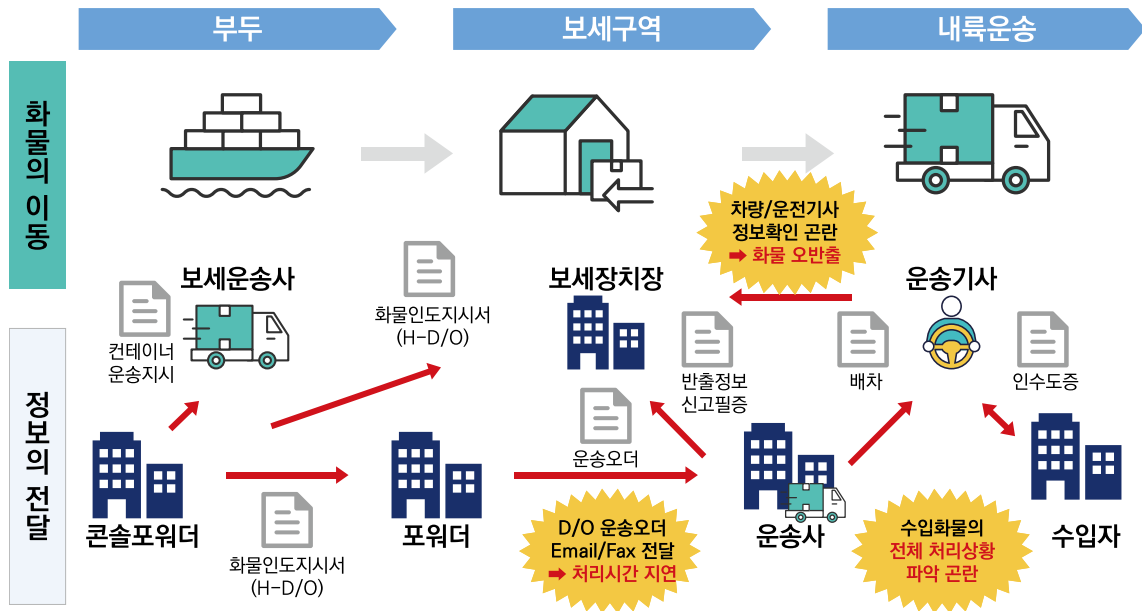 부두
보세구역
내륙운송
화물의 이동
차량/운전기사
정보확인 곤란
➡ 화물 오반출
보세운송사
보세장치장
운송기사
컨테이너
운송지시
화물인도지시서
(H-D/O)
반출정보
신고필증
배차
인수도증
정보의 전달
운송오더
콘솔포워더
포워더
운송사
수입자
화물인도지시서
(H-D/O)
D/O 운송오더
Email/Fax 전달
➡ 처리시간 지연
수입화물의
전체 처리상황
파악 곤란